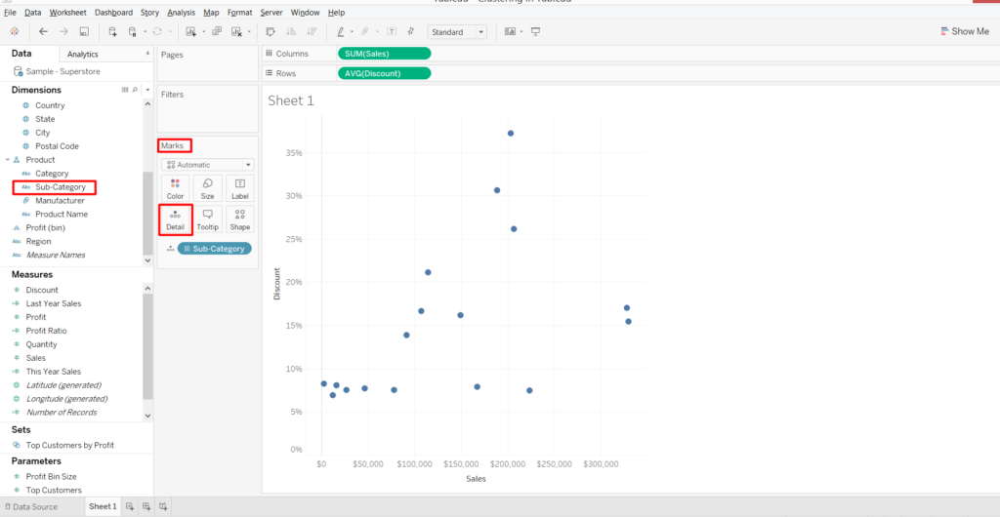 Tableau - Clustering in Tableau
File Data Worksheet Dashboard Story Analysis Map Format Server Window Help
Standard
Show Me
Data Analytics
Sample - Superstore
Dimensions
Country
State
City
Postal Code
Product
Abc Category
Abc Sub-Category
Manufacturer
Abc Product Name
Profit (bin)
Abc Region
Abc Measure Names
Measures
Discount
Last Year Sales
Profit
Profit Ratio
Quantity
Sales
This Year Sales
Latitude (generated)
Longitude (generated)
Number of Records
Sets
Top Customers by Profit
Parameters
Profit Bin Size
Top Customers
Pages
Filters
Marks
Automatic
Color Size Label
Detail Tooltip Shape
Sub-Category
Columns SUM(Sales)
Rows AVG(Discount)
Sheet 1
35%
30%
25%
20%
15%
10%
5%
0%
Discount
$0 $50,000 $100,000 $150,000 $200,000 $250,000 $300,000
Sales
Data Source Sheet 1